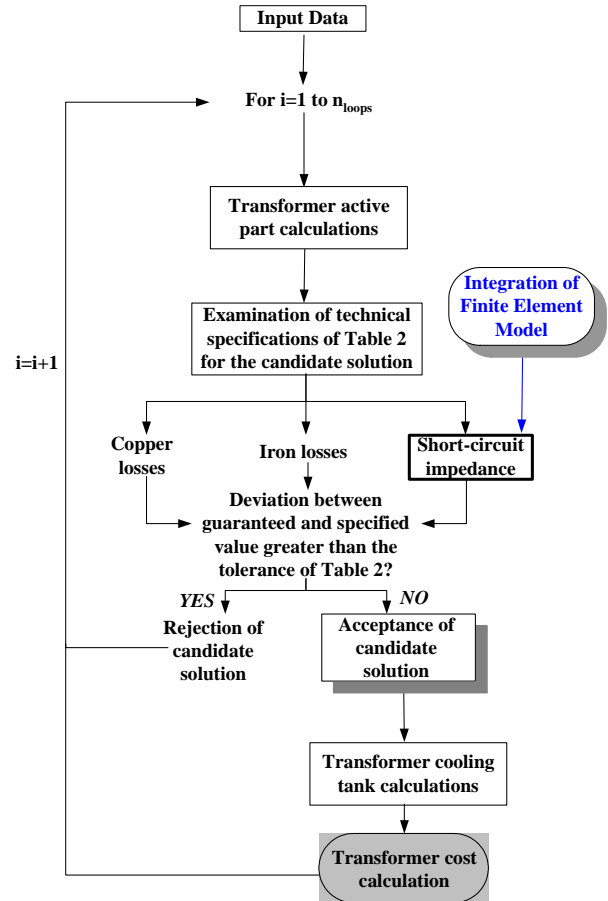 Input Data
For i=1 to nloops
Transformer active
part calculations
Integration of
Finite Element
Model
Examination of technical
specifications of Table 2
for the candidate solution
i=i+1
Copper
losses
Iron losses
Short-circuit
impedance
Deviation between
guaranteed and specified
value greater than the
tolerance of Table 2?
YES
NO
Rejection of
candidate
solution
Acceptance of
candidate
solution
Transformer cooling
tank calculations
Transformer cost
calculation